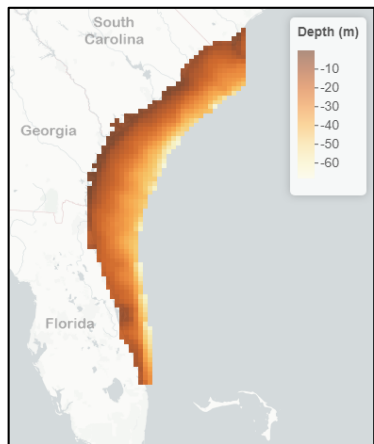 South
Carolina
Georgia
Florida
Depth (m)
-10
-20
-30
-40
-50
-60